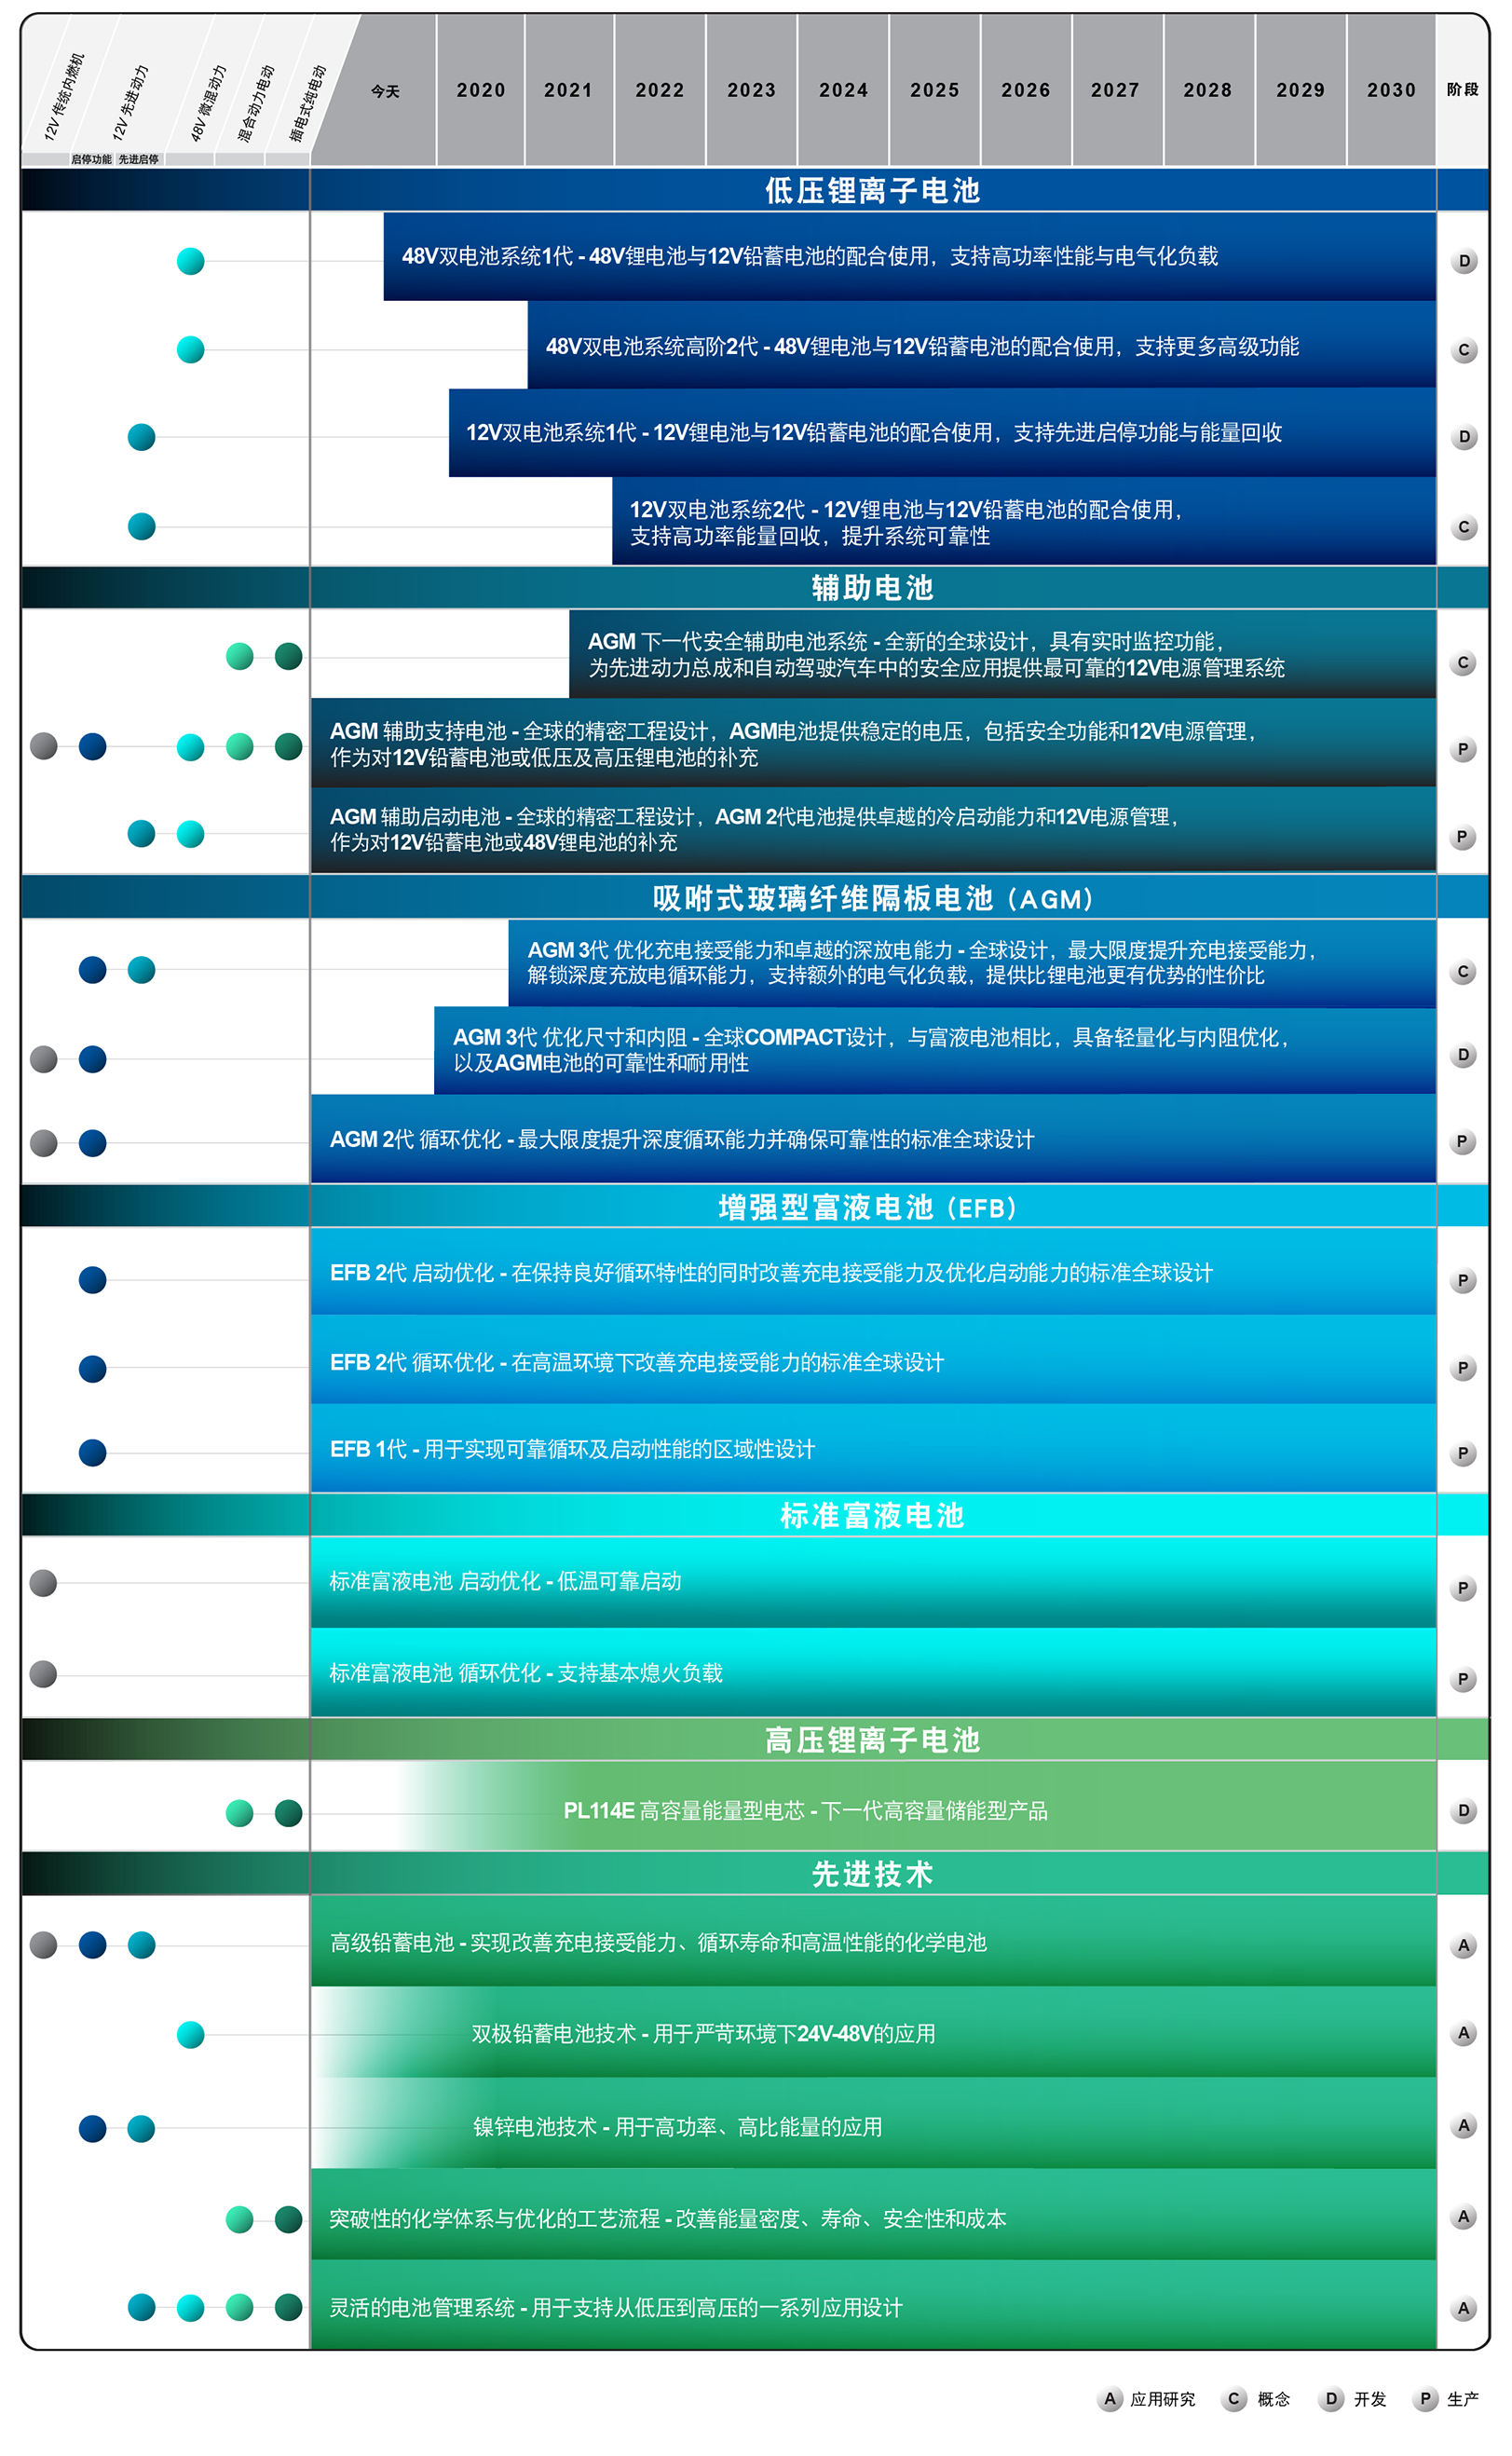 12V 传统内燃机
12V 先进动力
48V 微混动力
混合动力电动
插电式纯电动
启停功能
先进启停
今天
2020
2021
2022
2023
2024
2025
2026
2027
2028
2029
2030
阶段
低压锂离子电池
48V双电池系统1代 - 48V锂电池与12V铅蓄电池的配合使用，支持高功率性能与电气化负载
D
48V双电池系统高阶2代 - 48V锂电池与12V铅蓄电池的配合使用，支持更多高级功能
C
12V双电池系统1代 - 12V锂电池与12V铅蓄电池的配合使用，支持先进启停功能与能量回收
D
12V双电池系统2代 - 12V锂电池与12V铅蓄电池的配合使用，
支持高功率能量回收，提升系统可靠性
C
辅助电池
AGM 下一代安全辅助电池系统 - 全新的全球设计，具有实时监控功能，
为先进动力总成和自动驾驶汽车中的安全应用提供最可靠的12V电源管理系统
C
AGM 辅助支持电池 - 全球的精密工程设计，AGM电池提供稳定的电压，包括安全功能和12V电源管理，
作为对12V铅蓄电池或低压及高压锂电池的补充
P
AGM 辅助启动电池 - 全球的精密工程设计，AGM 2代电池提供卓越的冷启动能力和12V电源管理，
作为对12V铅蓄电池或48V锂电池的补充
P
吸咐式玻璃纤维隔板电池（AGM）
AGM 3代 优化充电接受能力和卓越的深放电能力 - 全球设计，最大限度提升充电接受能力，
解锁深度充放电循环能力，支持额外的电气化负载，提供比锂电池更有优势的性价比
C
AGM 3代 优化尺寸和内阻 - 全球COMPACT设计，与富液电池相比，具备轻量化与内阻优化，
以及AGM电池的可靠性和耐用性
D
AGM 2代 循环优化 - 最大限度提升深度循环能力并确保可靠性的标准全球设计
P
增强型富液电池（EFB）
EFB 2代 启动优化 - 在保持良好循环特性的同时改善充电接受能力及优化启动能力的标准全球设计
P
EFB 2代 循环优化 - 在高温环境下改善充电接受能力的标准全球设计
P
EFB 1代 - 用于实现可靠循环及启动性能的区域性设计
P
标准富液电池
标准富液电池 启动优化 - 低温可靠启动
P
标准富液电池 循环优化 - 支持基本熄火负载
P
高压锂离子电池
PL114E 高容量能量型电芯 - 下一代高容量储能型产品
D
先进技术
高级铅蓄电池 - 实现改善充电接受能力、循环寿命和高温性能的化学电池
A
双极铅蓄电池技术 - 用于严苛环境下24V-48V的应用
A
镍锌电池技术 - 用于高功率、高比能量的应用
A
突破性的化学体系与优化的工艺流程 - 改善能量密度、寿命、安全性和成本
A
灵活的电池管理系统 - 用于支持从低压到高压的一系列应用设计
A
A 应用研究
C 概念
D 开发
P 生产